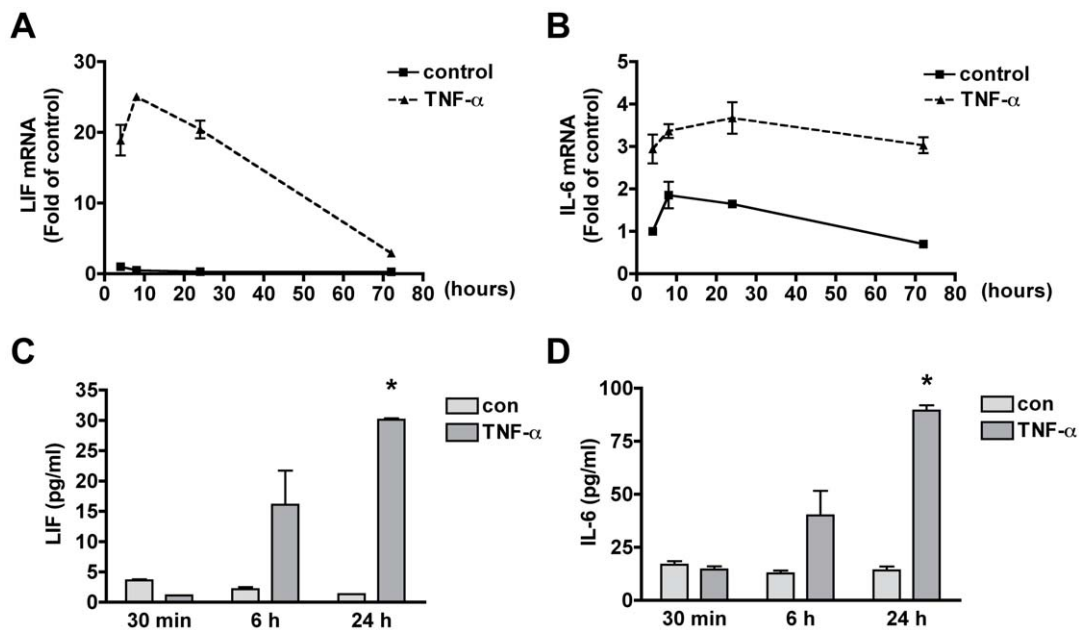 A
LIF mRNA
(Fold of control)
30
20
10
0
0 10 20 30 40 50 60 70 80 (hours)
control
TNF-α
B
IL-6 mRNA
(Fold of control)
5
4
3
2
1
0
0 10 20 30 40 50 60 70 80 (hours)
control
TNF-α
C
LIF (pg/ml)
35
30
25
20
15
10
5
0
30 min 6 h 24 h
*
con
TNF-α
D
IL-6 (pg/ml)
100
75
50
25
0
30 min 6 h 24 h
*
con
TNF-α